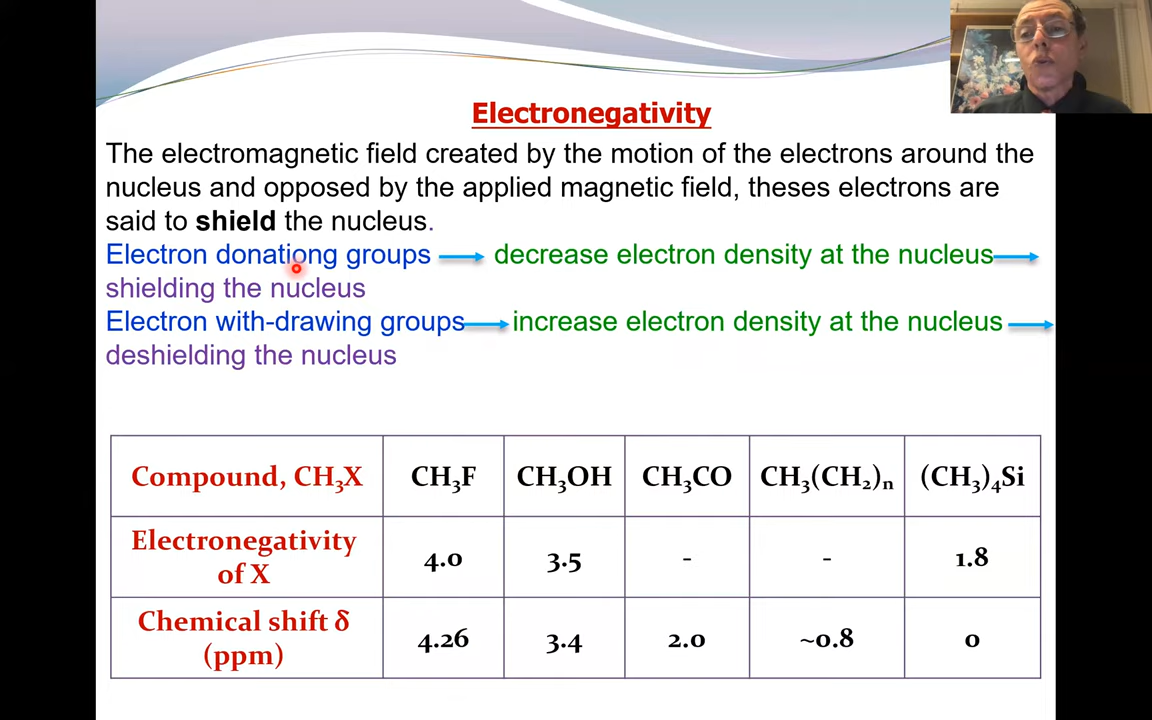 Electronegativity
The electromagnetic field created by the motion of the electrons around the
nucleus and opposed by the applied magnetic field, theses electrons are
said to shield the nucleus.
Electron donationg groups → decrease electron density at the nucleus →
shielding the nucleus
Electron with-drawing groups → increase electron density at the nucleus →
deshielding the nucleus
Compound, CH₃X CH₃F CH₃OH CH₃CO CH₃(CH₂)ₙ (CH₃)₄Si
Electronegativity
of X 4.0 3.5 - - 1.8
Chemical shift δ
(ppm) 4.26 3.4 2.0 ~0.8 0